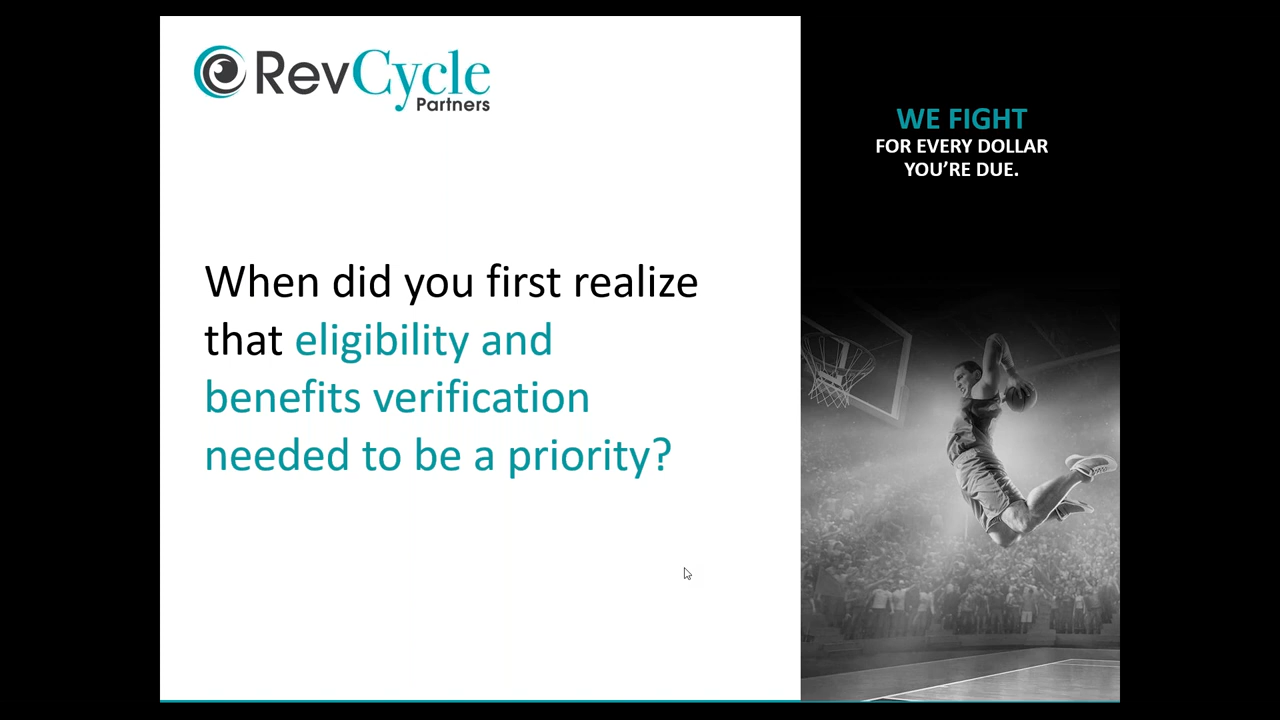 RevCycle
Partners
WE FIGHT
FOR EVERY DOLLAR
YOU’RE DUE.
When did you first realize
that eligibility and
benefits verification
needed to be a priority?